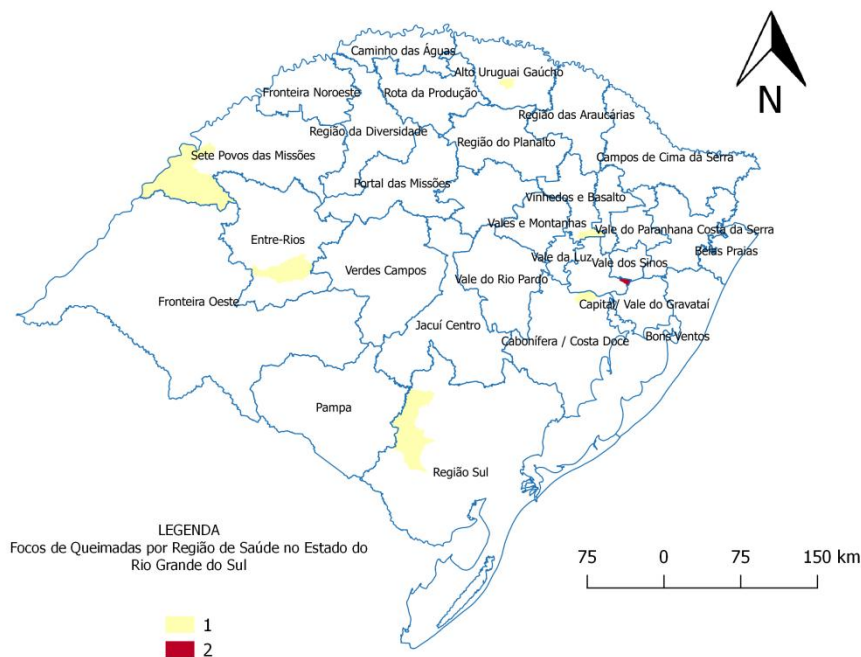 Caminho das Águas
Alto Uruguai Gaúcho
Fronteira Noroeste
Rota da Produção
N
Região das Araucárias
Região da Diversidade
Região do Planalto
Sete Povos das Missões
Campos de Cima da Serra
Portal das Missões
Vinhedos e Basalto
Vales e Montanhas
Vale do Paranhana Costa da Serra
Entre-Rios
Belas Praias
Vale da Luz
Vale dos Sinos
Verdes Campos
Vale do Rio Pardo
Fronteira Oeste
Capital/ Vale do Gravataí
Jacuí Centro
Bons Ventos
Cabonífera / Costa Doce
Pampa
Região Sul
LEGENDA
Focos de Queimadas por Região de Saúde no Estado do
Rio Grande do Sul
75 0 75 150 km
1
2